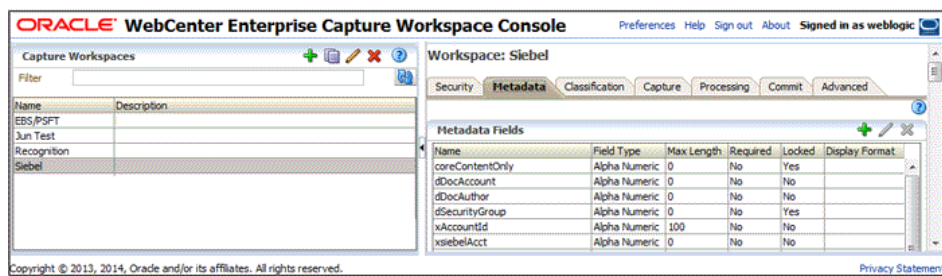 ORACLE® WebCenter Enterprise Capture Workspace Console
Preferences Help Sign out About Signed in as weblogic
Capture Workspaces
Filter
Name Description
EBS/PSFT
Jun Test
Recognition
Siebel
Workspace: Siebel
Security Metadata Classification Capture Processing Commit Advanced
Metadata Fields
Name Field Type Max Length Required Locked Display Format
coreContentOnly Alpha Numeric 0 No Yes
dDocAccount Alpha Numeric 0 No No
dDocAuthor Alpha Numeric 0 No No
dSecurityGroup Alpha Numeric 0 No Yes
xAccountId Alpha Numeric 100 No No
xsiebelAcct Alpha Numeric 0 No No
Copyright © 2013, 2014, Oracle and/or its affiliates. All rights reserved.
Privacy Statement